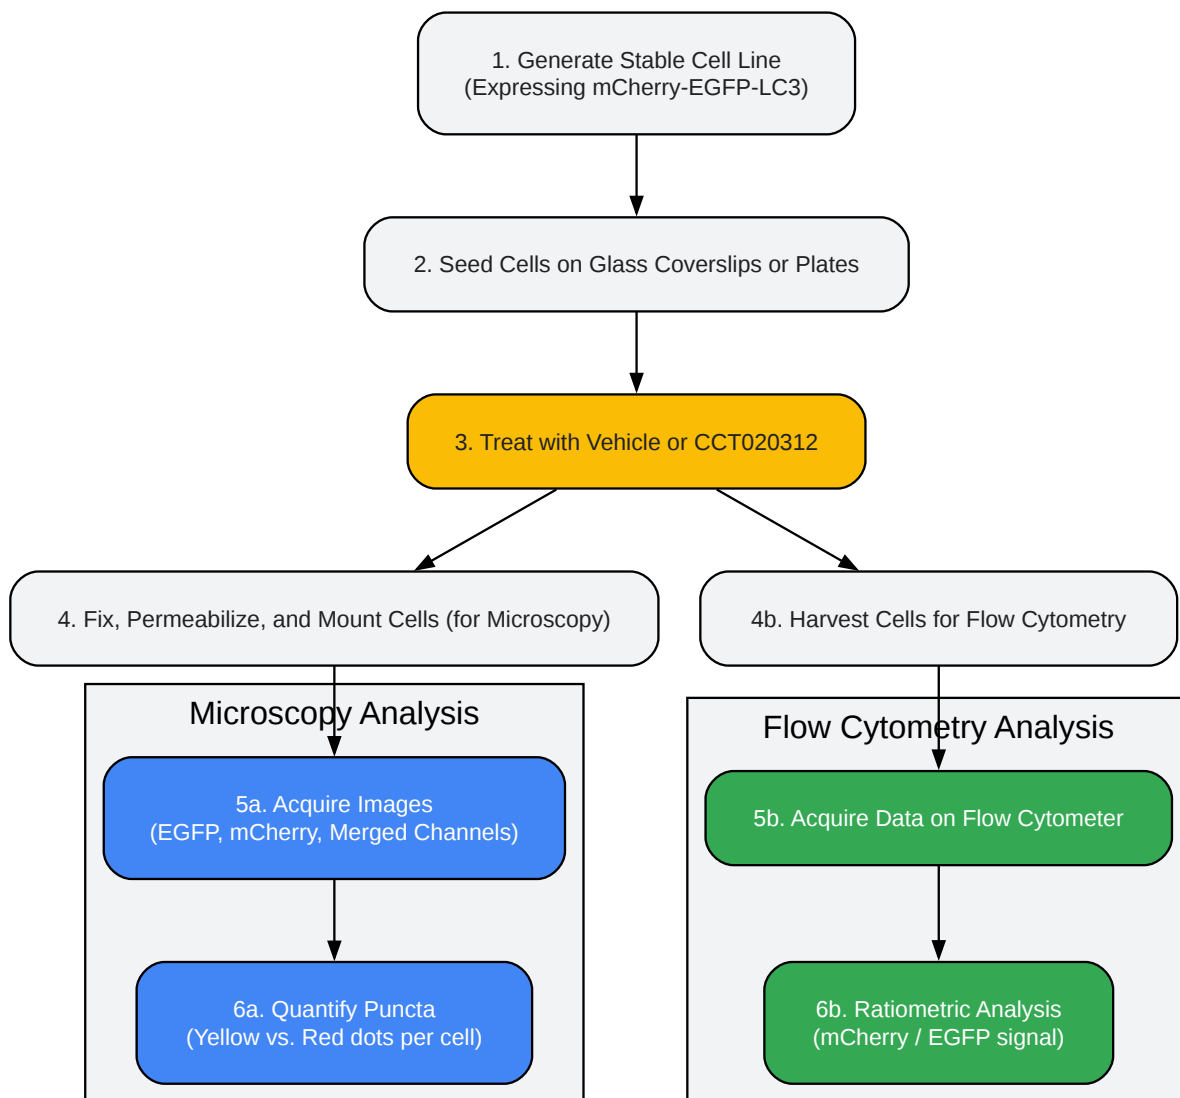 1. Generate Stable Cell Line
(Expressing mCherry-EGFP-LC3)
2. Seed Cells on Glass Coverslips or Plates
3. Treat with Vehicle or CCT020312
4. Fix, Permeabilize, and Mount Cells (for Microscopy)
4b. Harvest Cells for Flow Cytometry
Microscopy Analysis
5a. Acquire Images
(EGFP, mCherry, Merged Channels)
6a. Quantify Puncta
(Yellow vs. Red dots per cell)
Flow Cytometry Analysis
5b. Acquire Data on Flow Cytometer
6b. Ratiometric Analysis
(mCherry / EGFP signal)